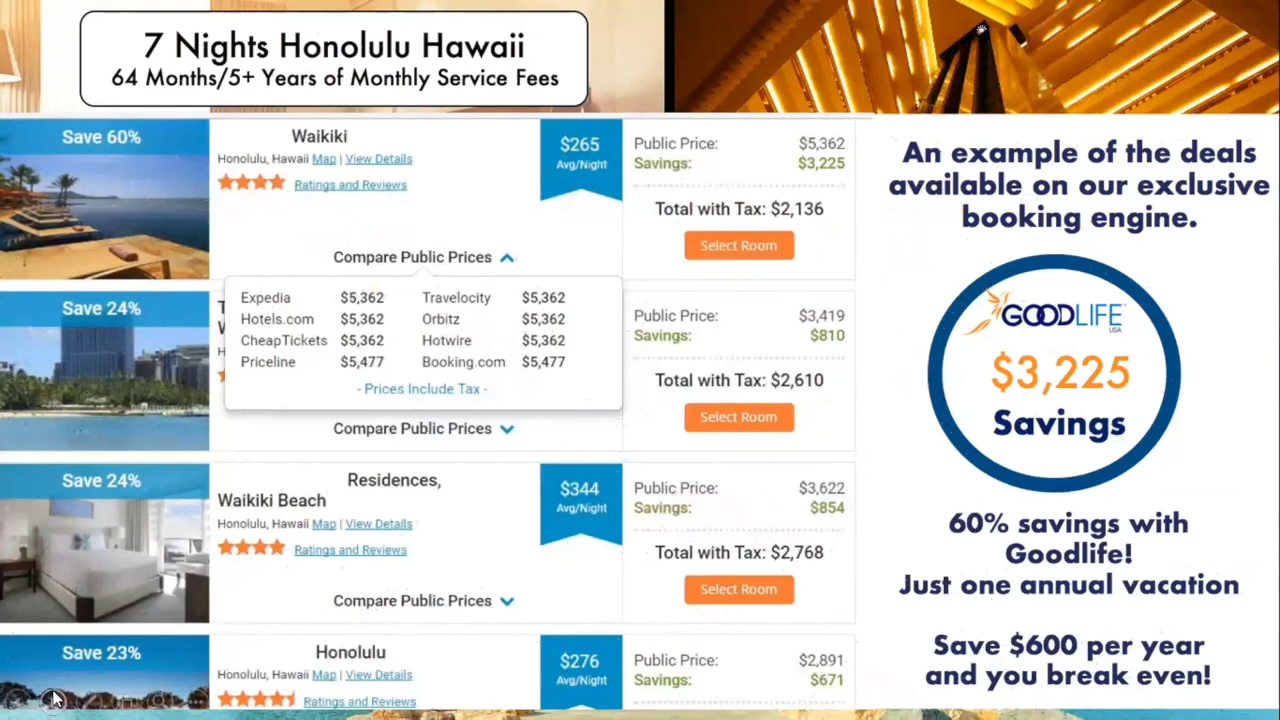 7 Nights Honolulu Hawaii
64 Months/5+ Years of Monthly Service Fees
Save 60%
Waikiki
Honolulu, Hawaii Map | View Details
Ratings and Reviews
$265
Avg/Night
Public Price: $5,362
Savings: $3,225
Total with Tax: $2,136
Select Room
Compare Public Prices
Expedia $5,362 Travelocity $5,362
Hotels.com $5,362 Orbitz $5,362
CheapTickets $5,362 Hotwire $5,362
Priceline $5,477 Booking.com $5,477
- Prices Include Tax -
Save 24%
Public Price: $3,419
Savings: $810
Total with Tax: $2,610
Select Room
Compare Public Prices
Save 24%
Residences,
Waikiki Beach
Honolulu, Hawaii Map | View Details
Ratings and Reviews
$344
Avg/Night
Public Price: $3,622
Savings: $854
Total with Tax: $2,768
Select Room
Compare Public Prices
Save 23%
Honolulu
Honolulu, Hawaii Map | View Details
Ratings and Reviews
$276
Avg/Night
Public Price: $2,891
Savings: $671
An example of the deals
available on our exclusive
booking engine.
GOODLIFE
USA
$3,225
Savings
60% savings with
Goodlife!
Just one annual vacation
Save $600 per year
and you break even!